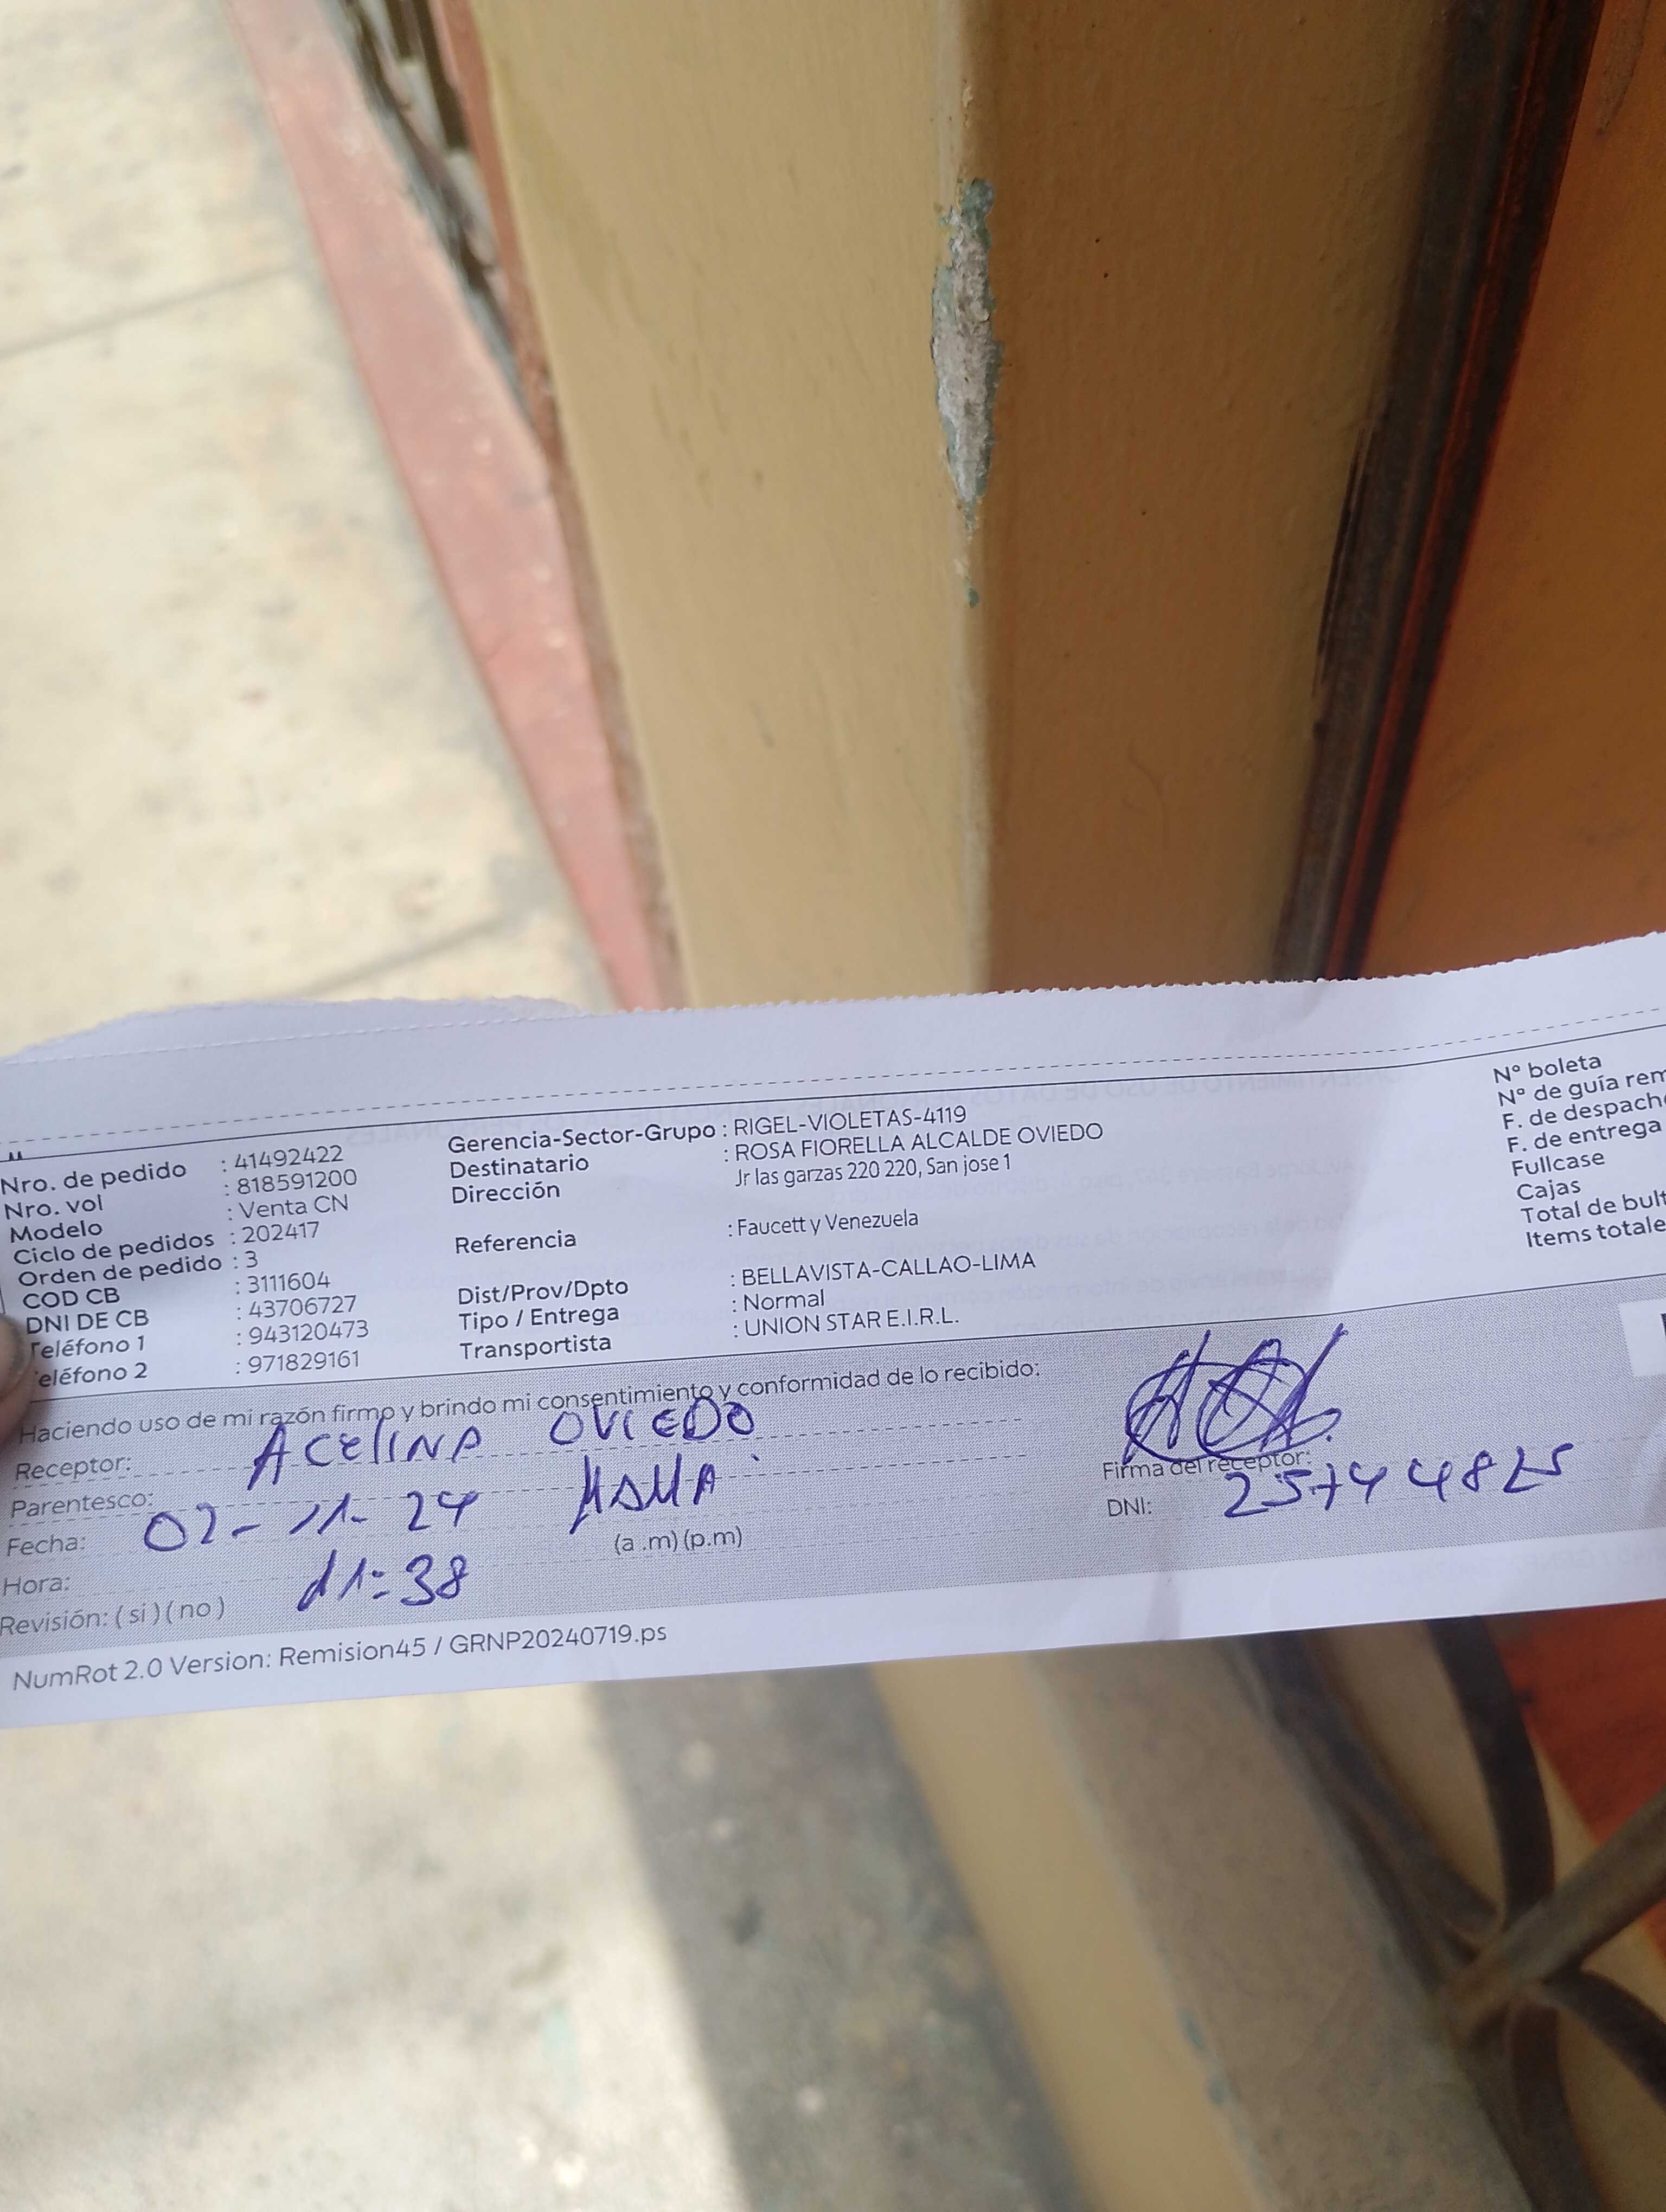 Nro. de pedido : 41492422
Nro. vol : 818591200
Modelo : Venta CN
Ciclo de pedidos : 202417
Orden de pedido : 3
COD CB : 3111604
DNI DE CB : 43706727
Teléfono 1 : 943120473
eléfono 2 : 971829161
Gerencia-Sector-Grupo : RIGEL-VIOLETAS-4119
Destinatario : ROSA FIORELLA ALCALDE OVIEDO
Dirección Jr las garzas 220 220, San jose 1
Referencia : Faucett y Venezuela
Dist/Prov/Dpto : BELLAVISTA-CALLAO-LIMA
Tipo / Entrega : Normal
Transportista : UNION STAR E.I.R.L.
Nº boleta
Nº de guía rem
F. de despach
F. de entrega
Fullcase
Cajas
Total de bult
Items totale
Haciendo uso de mi razón firmo y brindo mi consentimiento y conformidad de lo recibido:
Receptor: ACELINA OVIEDO
Parentesco: MAMA
Fecha: 02-11-24
Hora: 11:38 (a .m) (p.m)
Revisión: ( si ) ( no )
Firma del receptor:
DNI: 25744825
NumRot 2.0 Version: Remision45 / GRNP20240719.ps